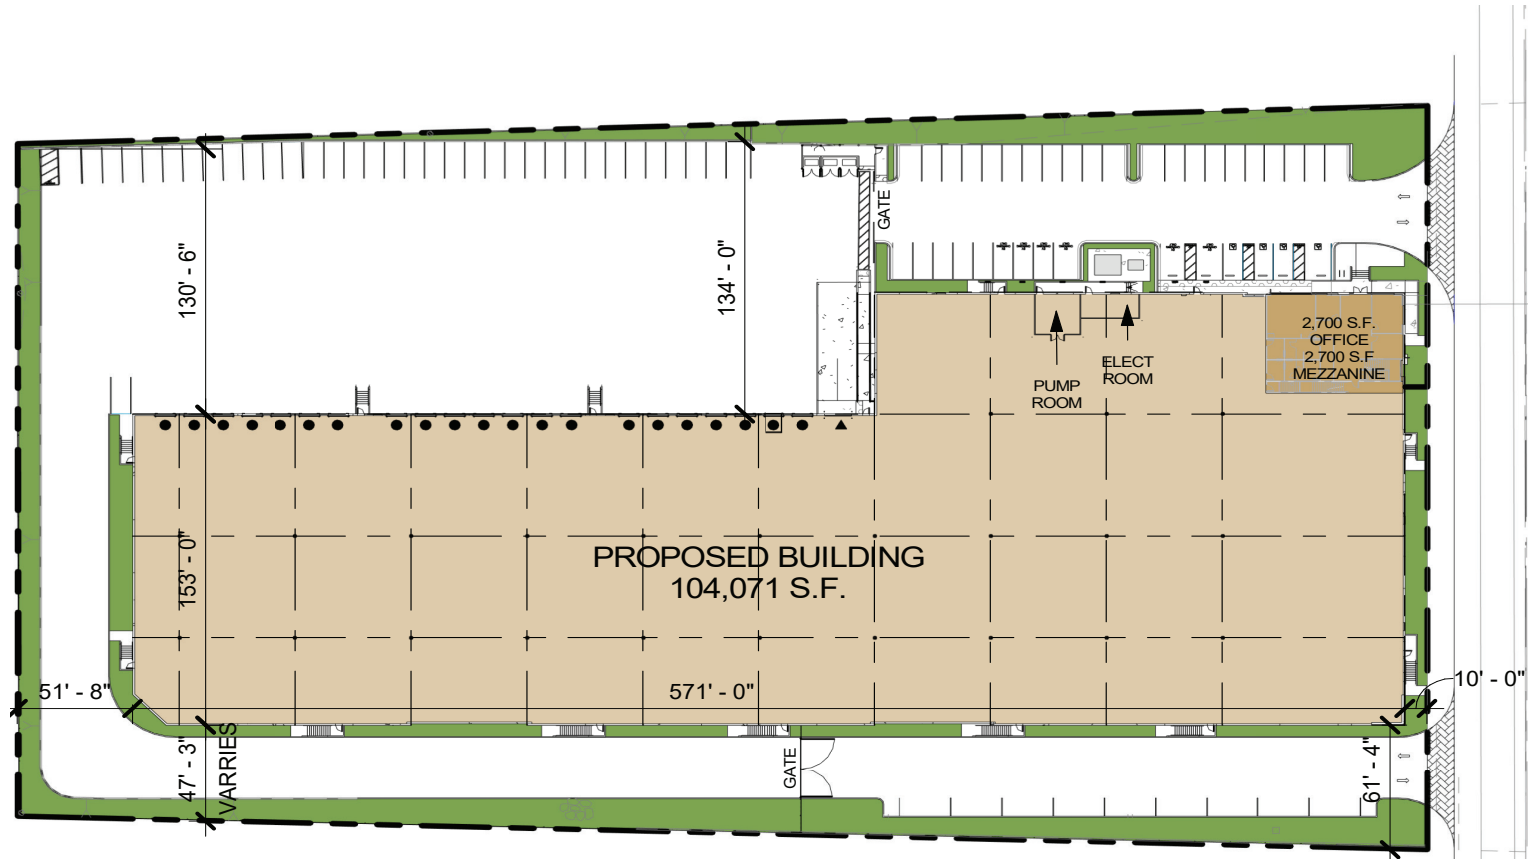 GATE
130' - 6"
134' - 0"
2,700 S.F.
OFFICE
2,700 S.F
MEZZANINE
ELECT
ROOM
PUMP
ROOM
PROPOSED BUILDING
104,071 S.F.
153' - 0"
51' - 8"
571' - 0"
10' - 0"
47' - 3"
VARRIES
GATE
61' - 4"